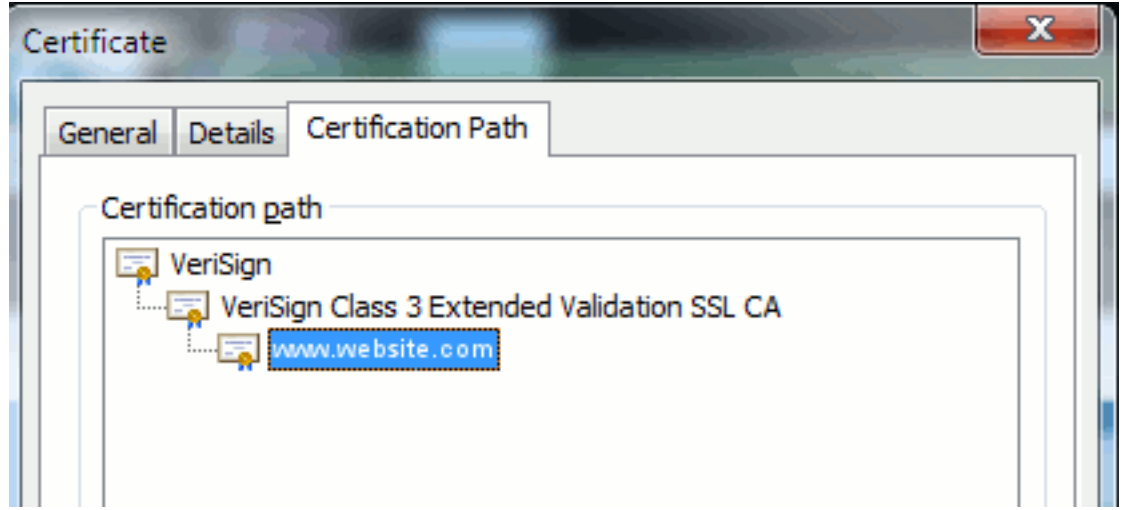 Certificate
General Details Certification Path
Certification path
VeriSign
VeriSign Class 3 Extended Validation SSL CA
www.website.com